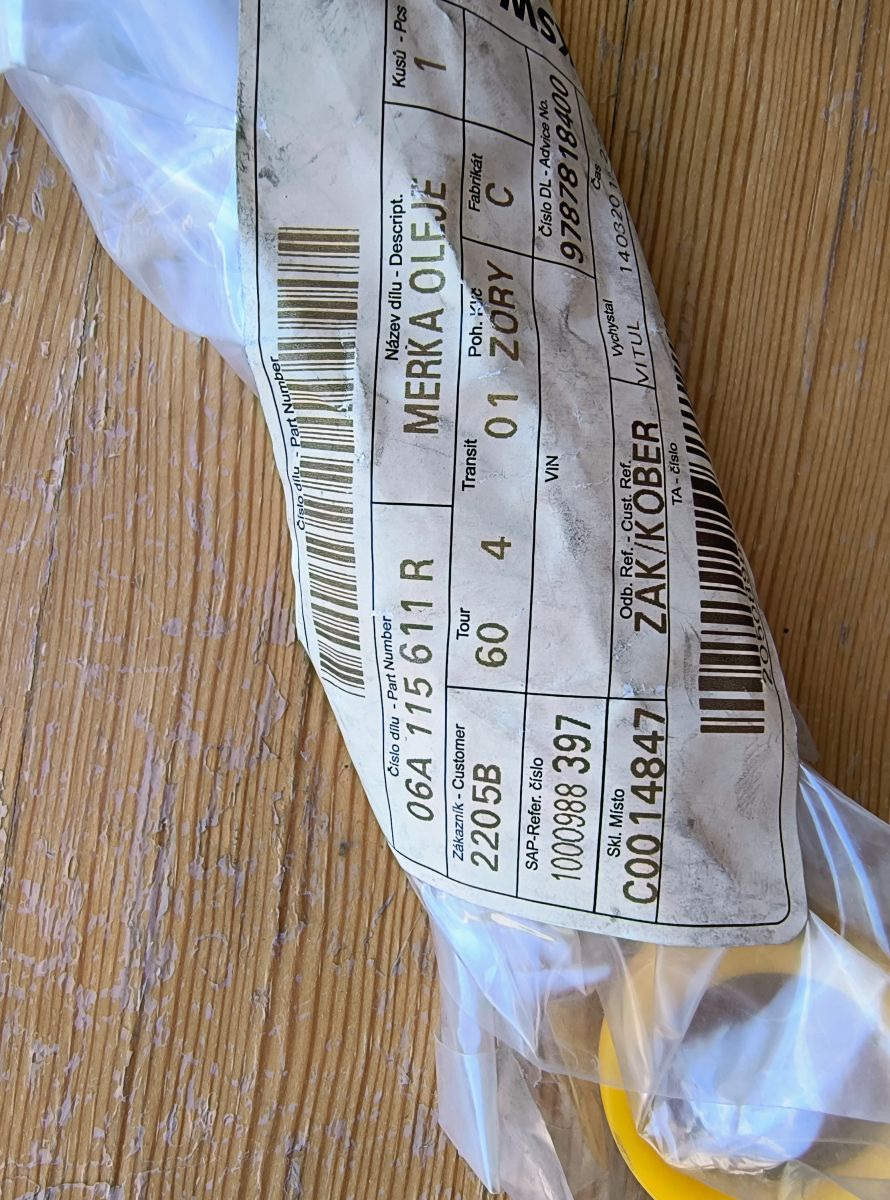 Číslo dílu - Part Number
Číslo dílu - Part Number
06A 115 611 R
Název dílu - Descript.
MERKA OLEJE
Kusů - Pcs
1
Zákazník - Customer
2205B
Tour
60 4
Transit
01
Poh. Klíč
ZORY
Fabrikát
C
SAP-Refer. číslo
1000988 397
VIN
Číslo DL - Advice No.
9787818400
Skl. Místo
C0014847
Odb. Ref. - Cust. Ref.
ZAK/KOBER
Vychystal
VITUL
Čas
TA - číslo